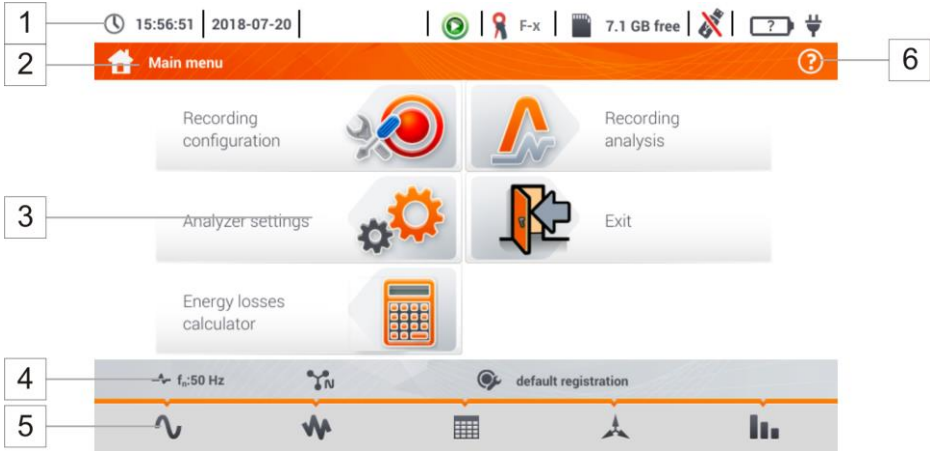 1
15:56:51 2018-07-20 F-x 7.1 GB free ?
2
Main menu
?
6
Recording
configuration
Recording
analysis
3
Analyzer settings
Exit
Energy losses
calculator
4
fₙ:50 Hz N default registration
5